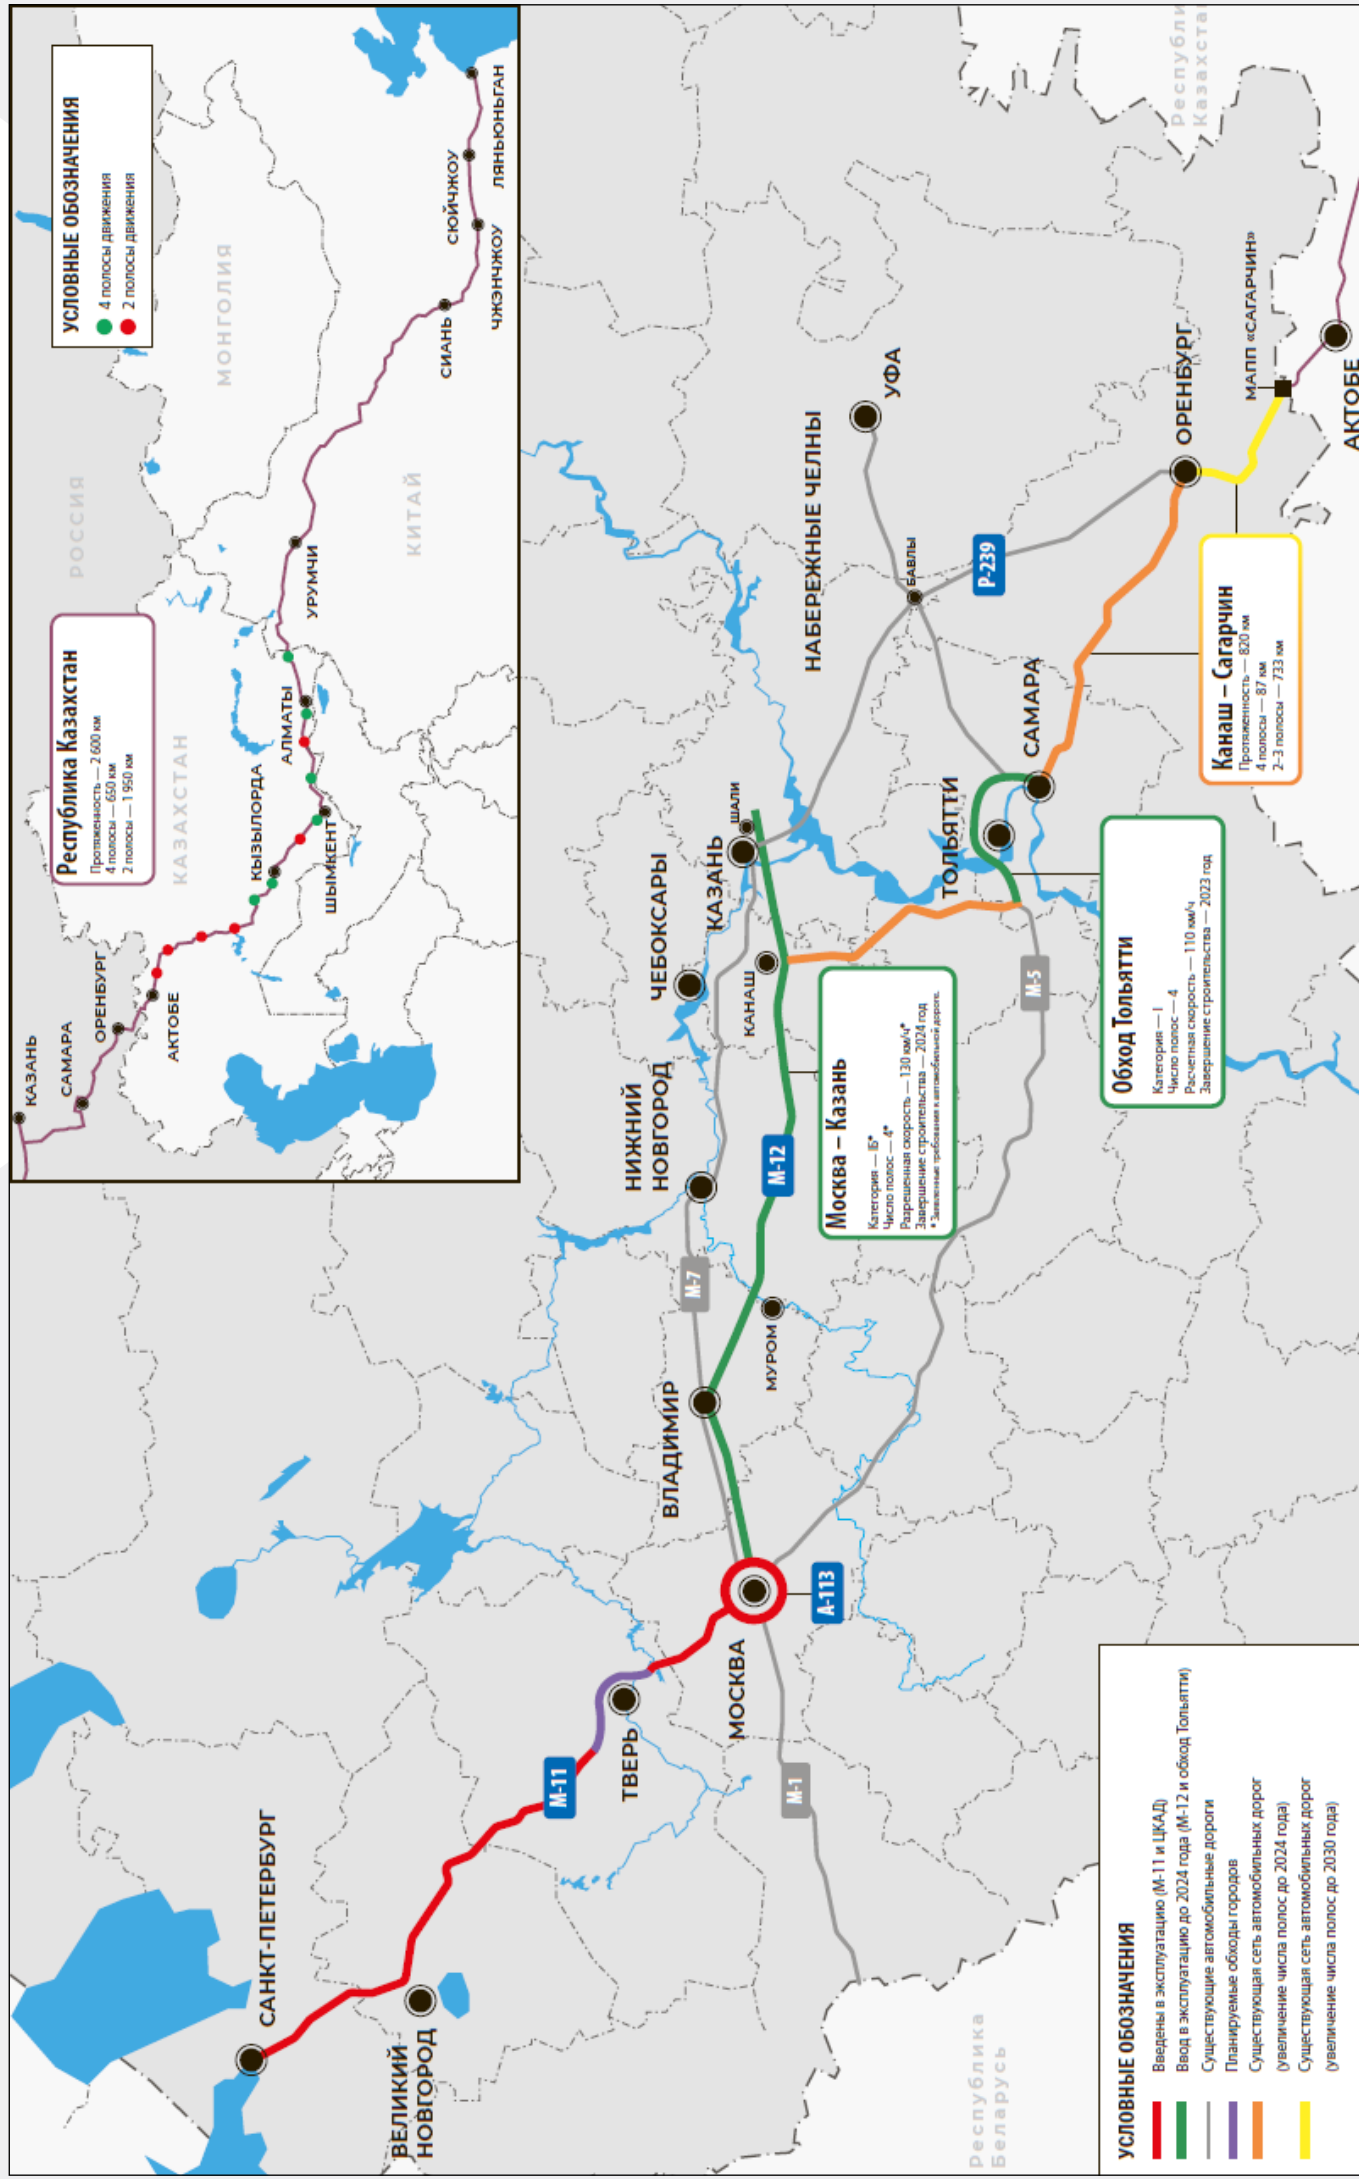 САНКТ-ПЕТЕРБУРГ
ВЕЛИКИЙ
НОВГОРОД
М-11
ТВЕРЬ
МОСКВА
А-113
М-1
ВЛАДИМИР
М-7
МУРОМ
НИЖНИЙ
НОВГОРОД
М-12
ЧЕБОКСАРЫ
КАНАШ
КАЗАНЬ
ШАЛИ
М-5
ТОЛЬЯТТИ
САМАРА
НАБЕРЕЖНЫЕ ЧЕЛНЫ
БАВЛЫ
УФА
Р-239
ОРЕНБУРГ
МАПП «САГАРЧИН»
АКТОБЕ
Республика
Беларусь
Республи
Казахста
Москва – Казань
Категория — IБ*
Число полос — 4*
Разрешенная скорость — 130 км/ч*
Завершение строительства — 2024 год
* Заявленные требования к автомобильной дороге.
Обход Тольятти
Категория — I
Число полос — 4
Расчетная скорость — 110 км/ч
Завершение строительства — 2023 год
Канаш – Сагарчин
Протяженность — 820 км
4 полосы — 87 км
2–3 полосы — 733 км
УСЛОВНЫЕ ОБОЗНАЧЕНИЯ
Введены в эксплуатацию (М-11 и ЦКАД)
Ввод в эксплуатацию до 2024 года (М-12 и обход Тольятти)
Существующие автомобильные дороги
Планируемые обходы городов
Существующая сеть автомобильных дорог
(увеличение числа полос до 2024 года)
Существующая сеть автомобильных дорог
(увеличение числа полос до 2030 года)
КАЗАНЬ
САМАРА
ОРЕНБУРГ
АКТОБЕ
Республика Казахстан
Протяженность — 2 600 км
4 полосы — 650 км
2 полосы — 1 950 км
КАЗАХСТАН
КЫЗЫЛОРДА
ШЫМКЕНТ
АЛМАТЫ
УРУМЧИ
РОССИЯ
МОНГОЛИЯ
КИТАЙ
СИАНЬ
ЧЖЭНЧЖОУ
СЮЙЧЖОУ
ЛЯНЬЮНЬГАН
УСЛОВНЫЕ ОБОЗНАЧЕНИЯ
4 полосы движения
2 полосы движения